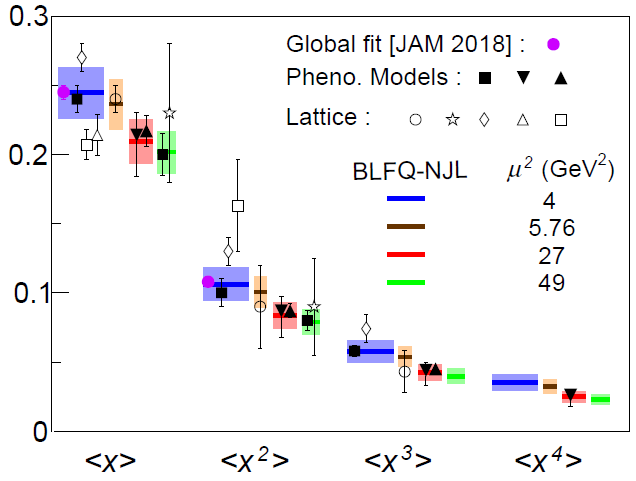 0.3
Global fit [JAM 2018] :
Pheno. Models :
Lattice :
0.2
BLFQ-NJL μ² (GeV²)
4
5.76
27
49
0.1
0
<x> <x²> <x³> <x⁴>